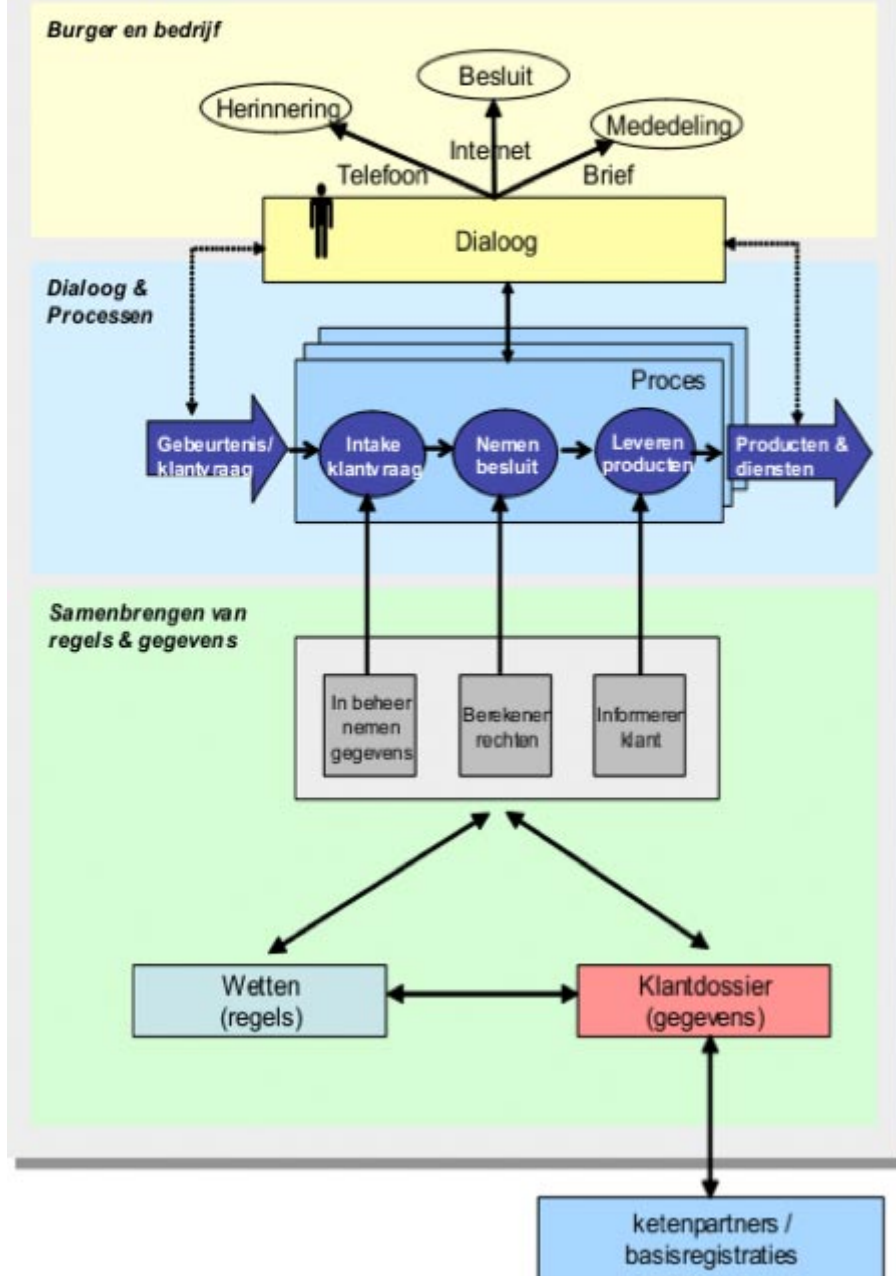 Burger en bedrijf
Besluit
Herinnering
Mededeling
Internet
Telefoon
Brief
Dialoog
Dialoog &
Processen
Proces
Gebeurtenis/
klantvraag
Intake
klantvraag
Nemen
besluit
Leveren
producten
Producten &
diensten
Samenbrengen van
regels & gegevens
In beheer
nemen
gegevens
Berekener
rechten
Informerer
klant
Wetten
(regels)
Klantdossier
(gegevens)
ketenpartners /
basisregistraties